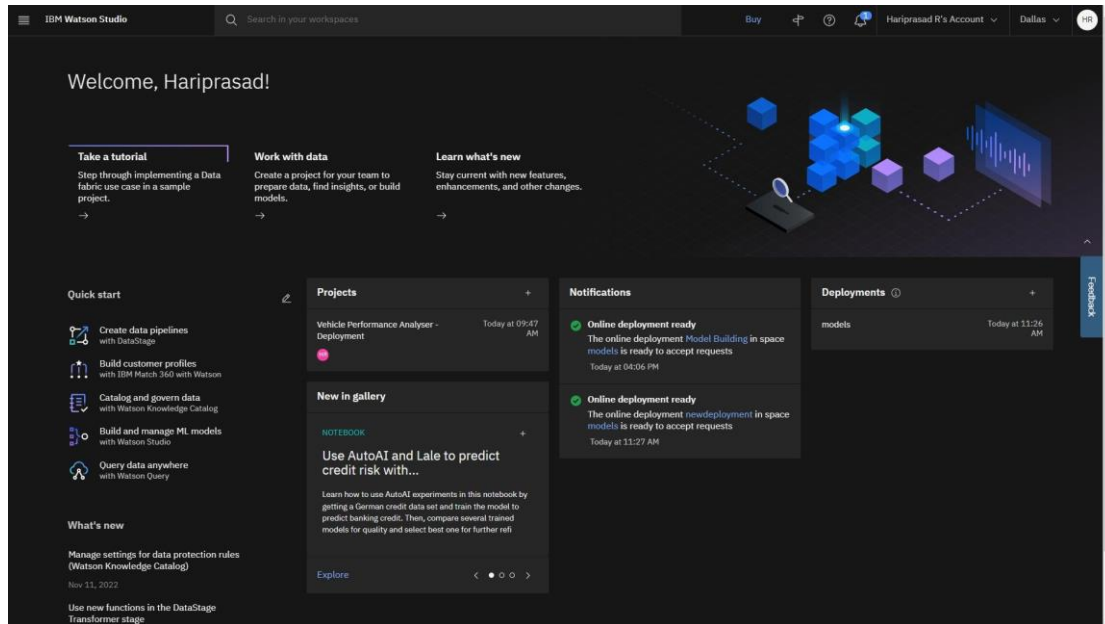 IBM Watson Studio
Search in your workspaces
Buy
1
Hariprasad R's Account
Dallas
HR
Welcome, Hariprasad!
Take a tutorial
Step through implementing a Data
fabric use case in a sample
project.
Work with data
Create a project for your team to
prepare data, find insights, or build
models.
Learn what's new
Stay current with new features,
enhancements, and other changes.
Feedback
Quick start
Create data pipelines
with DataStage
Build customer profiles
with IBM Match 360 with Watson
Catalog and govern data
with Watson Knowledge Catalog
Build and manage ML models
with Watson Studio
Query data anywhere
with Watson Query
What's new
Manage settings for data protection rules
(Watson Knowledge Catalog)
Nov 11, 2022
Use new functions in the DataStage
Transformer stage
Projects
Vehicle Performance Analyser -
Deployment
Today at 09:47
AM
HR
New in gallery
NOTEBOOK
Use AutoAI and Lale to predict
credit risk with...
Learn how to use AutoAI experiments in this notebook by
getting a German credit data set and train the model to
predict banking credit. Then, compare several trained
models for quality and select best one for further refi
Explore
Notifications
Online deployment ready
The online deployment Model Building in space
models is ready to accept requests
Today at 04:06 PM
Online deployment ready
The online deployment newdeployment in space
models is ready to accept requests
Today at 11:27 AM
Deployments
models
Today at 11:26
AM